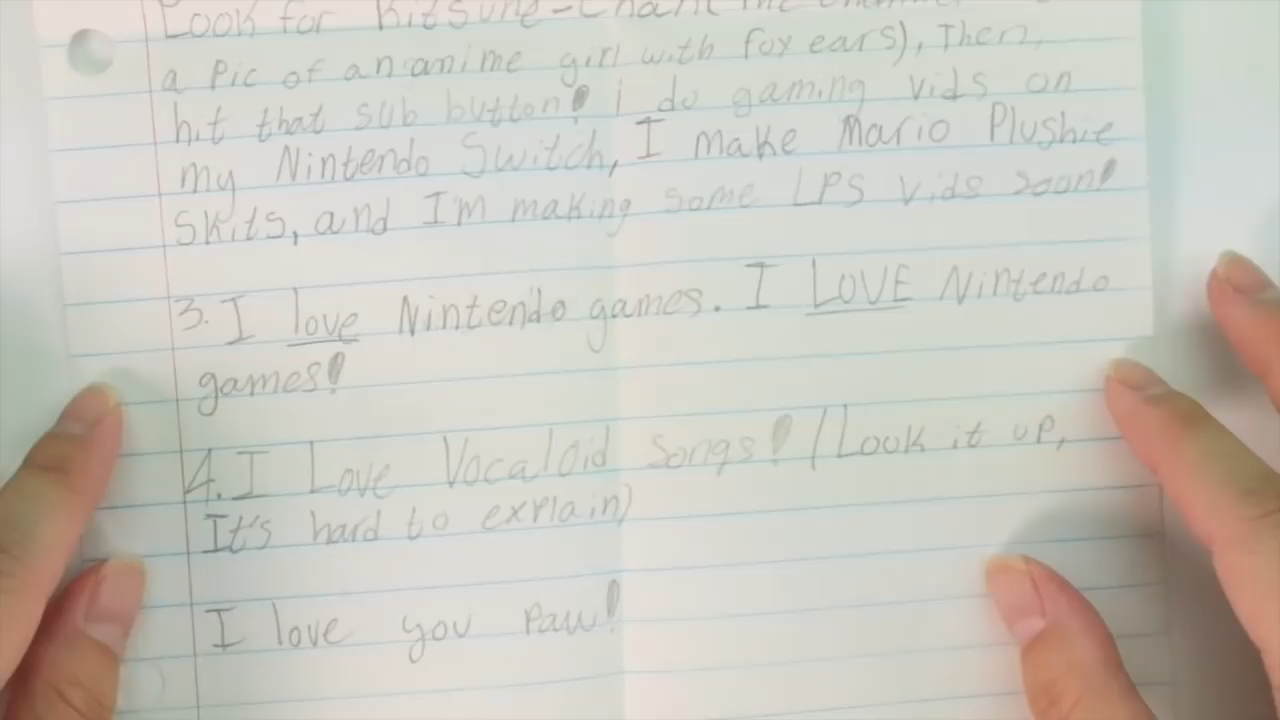 Look for Kitsune-Chan
a pic of an anime girl with fox ears), Then,
hit that sub button! i do gaming vids on
my Nintendo Switch, I make Mario Plushie
skits, and I'm making some LPS vids soon!
3. I love Nintendo games. I LOVE Nintendo
games!
4. I Love Vocaloid songs! (Look it up,
It's hard to explain)
I love you Paw!